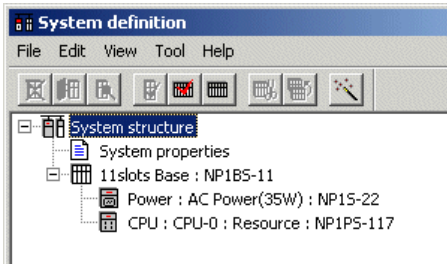 System definition
File Edit View Tool Help
System structure
System properties
11slots Base : NP1BS-11
Power : AC Power(35W) : NP1S-22
CPU : CPU-0 : Resource : NP1PS-117